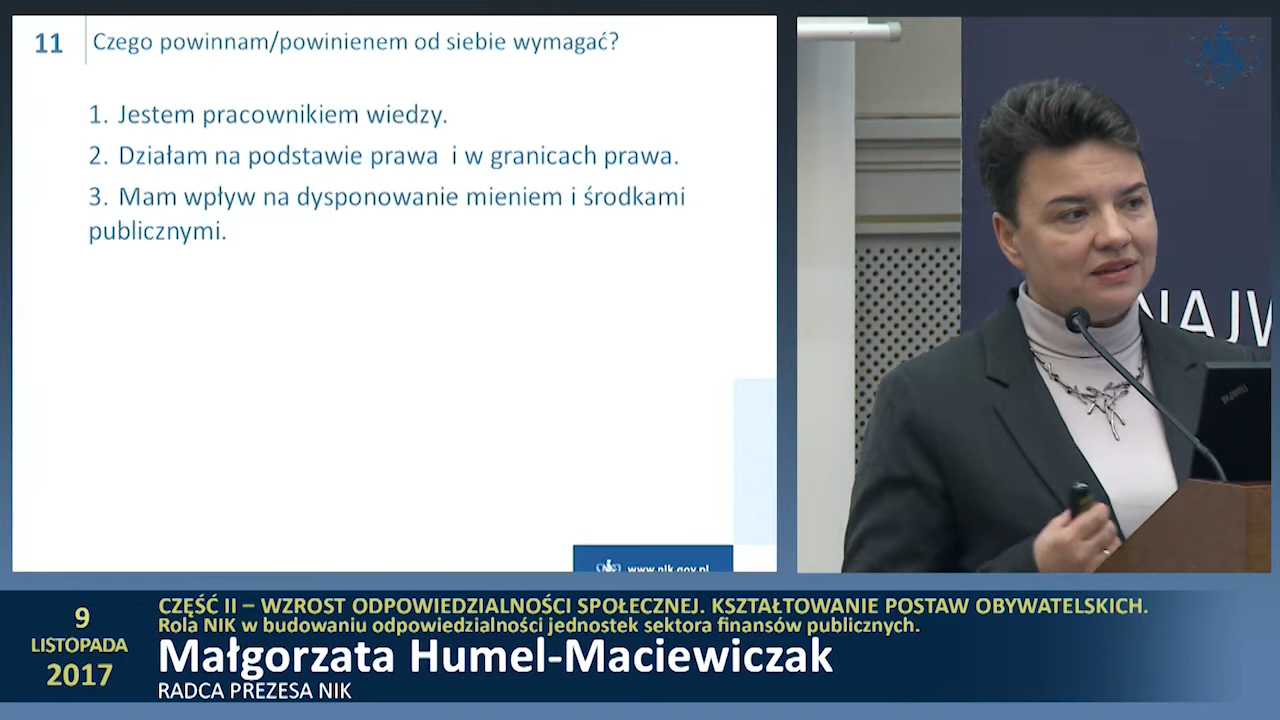 11
Czego powinnam/powinienem od siebie wymagać?
1. Jestem pracownikiem wiedzy.
2. Działam na podstawie prawa i w granicach prawa.
3. Mam wpływ na dysponowanie mieniem i środkami
publicznymi.
www.nik.gov.pl
NIK
NAJW
ThinkPad
9
LISTOPADA
2017
CZĘŚĆ II – WZROST ODPOWIEDZIALNOŚCI SPOŁECZNEJ. KSZTAŁTOWANIE POSTAW OBYWATELSKICH.
Rola NIK w budowaniu odpowiedzialności jednostek sektora finansów publicznych.
Małgorzata Humel-Maciewiczak
RADCA PREZESA NIK